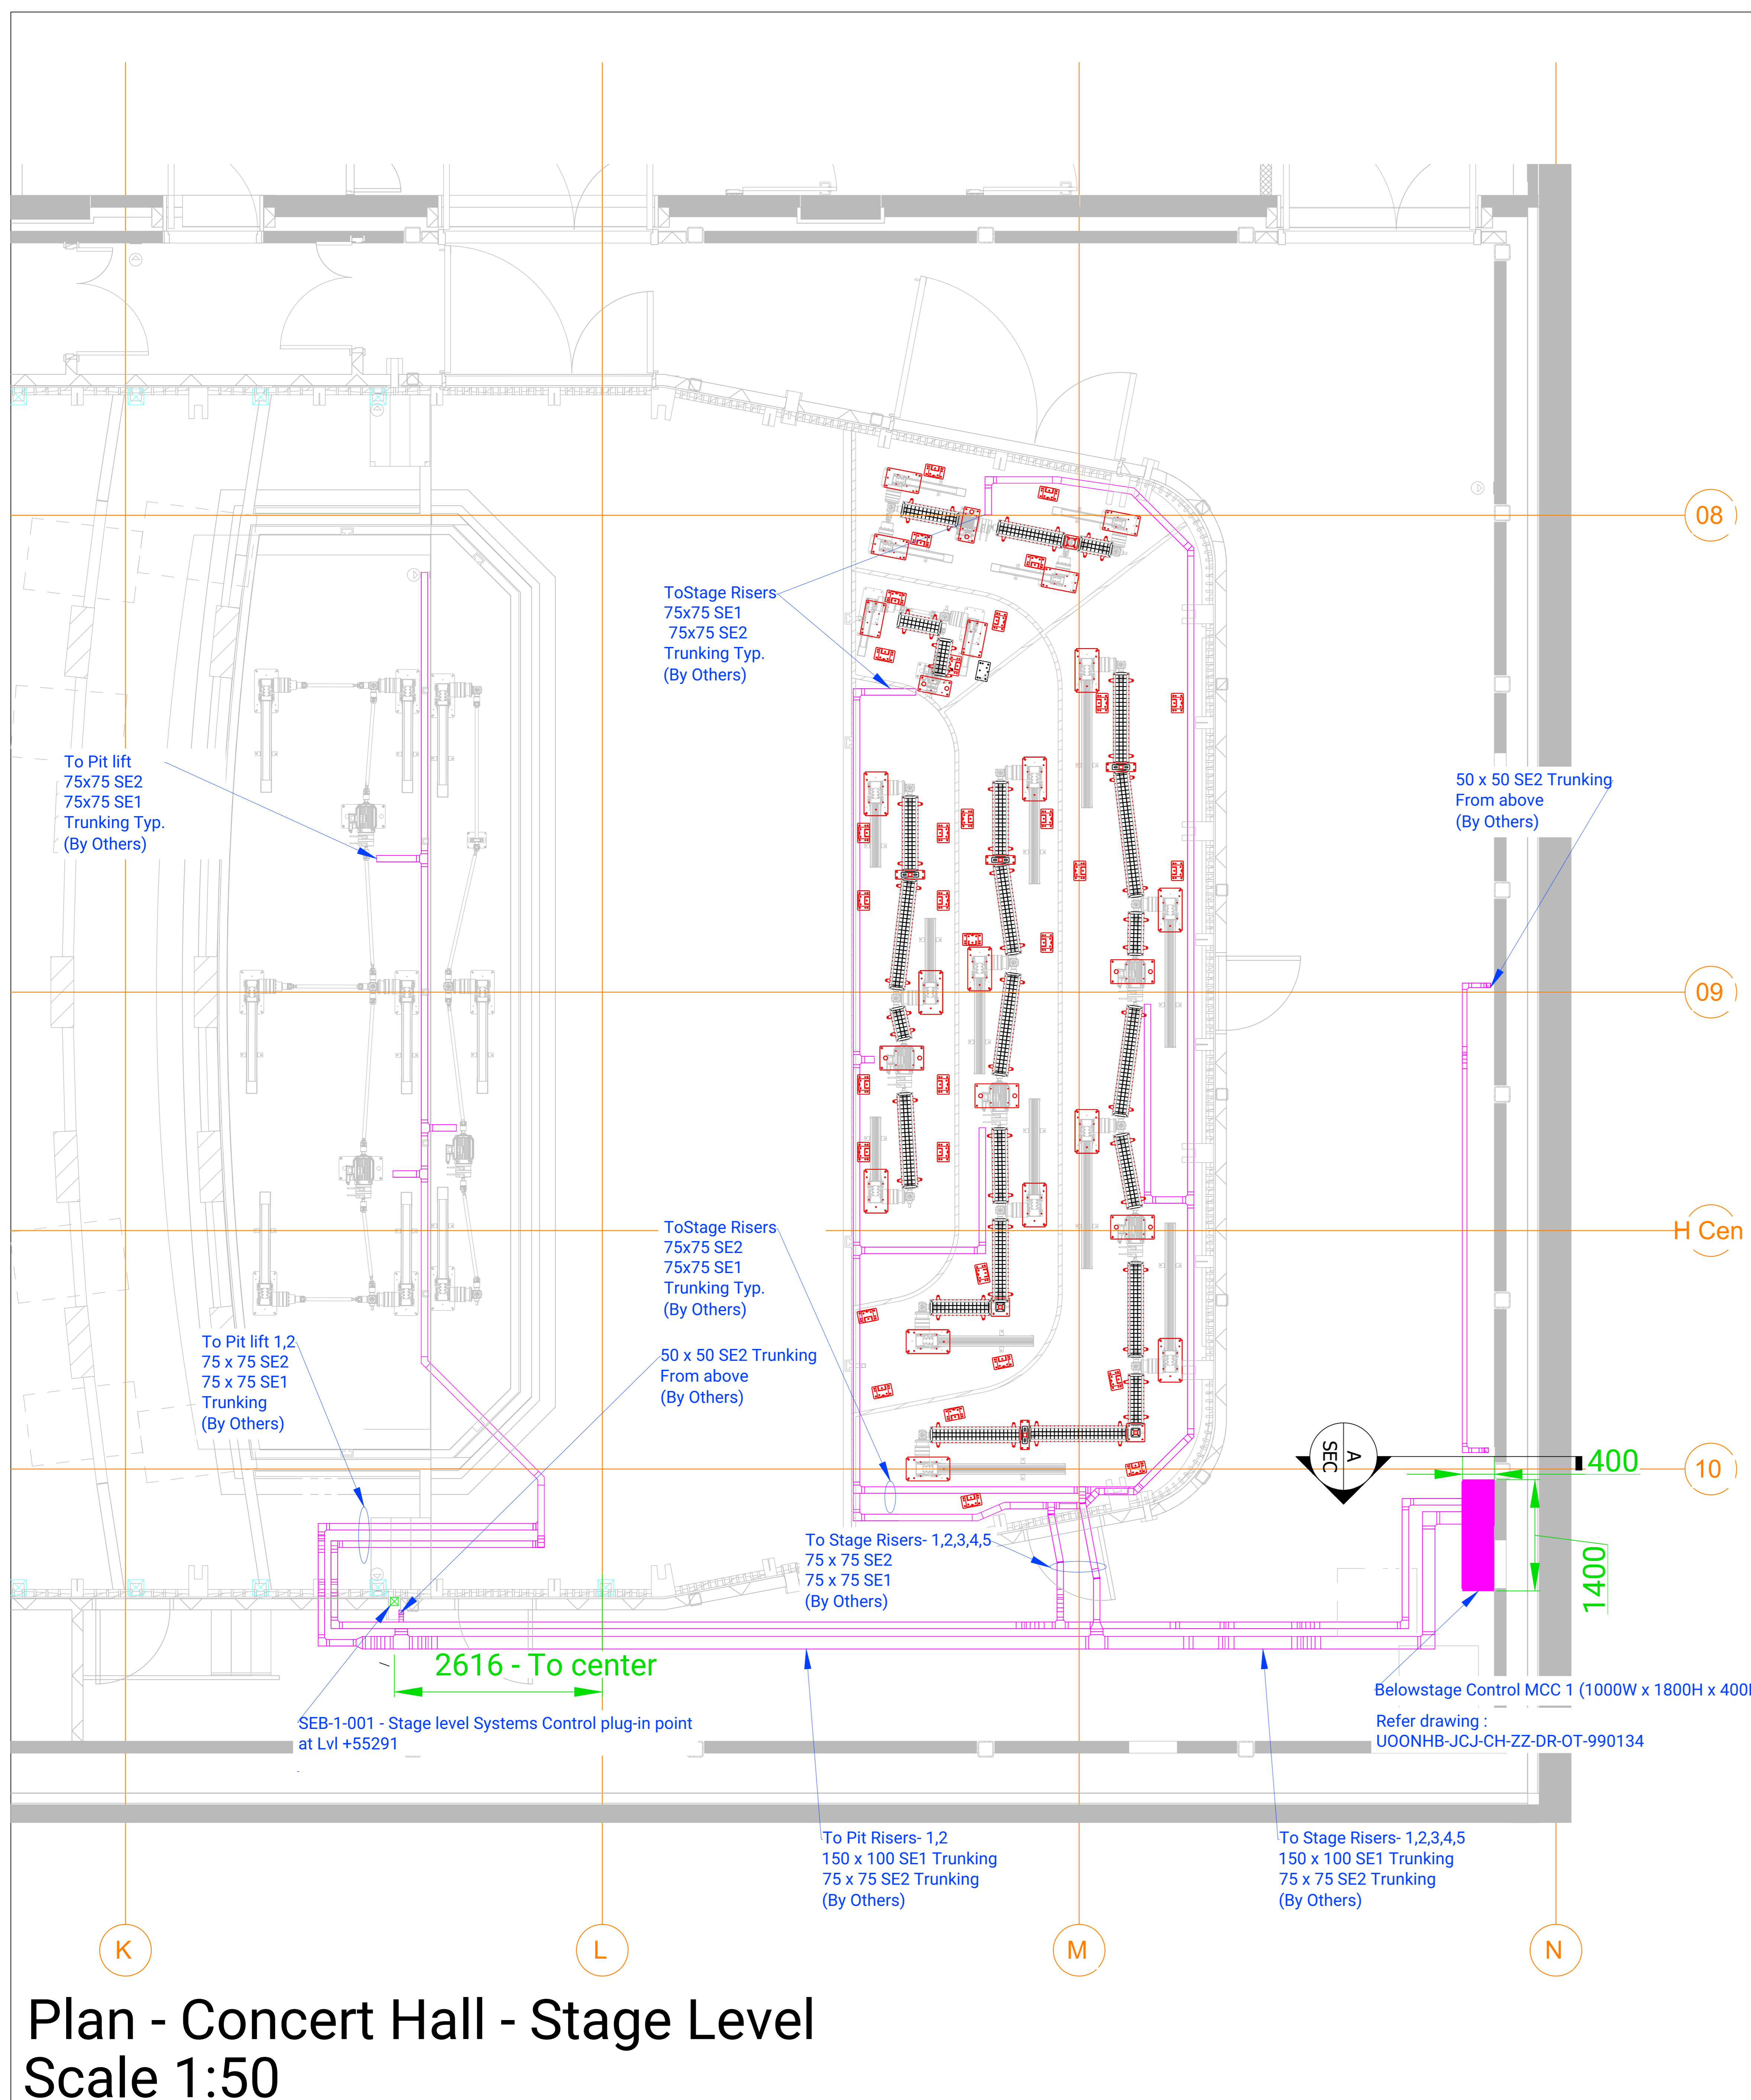 08
ToStage Risers
75x75 SE1
75x75 SE2
Trunking Typ.
(By Others)
To Pit lift
75x75 SE2
75x75 SE1
Trunking Typ.
(By Others)
50 x 50 SE2 Trunking
From above
(By Others)
09
ToStage Risers
75x75 SE2
75x75 SE1
Trunking Typ.
(By Others)
H Cen
To Pit lift 1,2
75 x 75 SE2
75 x 75 SE1
Trunking
(By Others)
50 x 50 SE2 Trunking
From above
(By Others)
A
SEC
400
10
To Stage Risers- 1,2,3,4,5
75 x 75 SE2
75 x 75 SE1
(By Others)
1400
2616 - To center
SEB-1-001 - Stage level Systems Control plug-in point
at Lvl +55291
Belowstage Control MCC 1 (1000W x 1800H x 400
Refer drawing :
UOONHB-JCJ-CH-ZZ-DR-OT-990134
To Pit Risers- 1,2
150 x 100 SE1 Trunking
75 x 75 SE2 Trunking
(By Others)
To Stage Risers- 1,2,3,4,5
150 x 100 SE1 Trunking
75 x 75 SE2 Trunking
(By Others)
K
L
M
N
Plan - Concert Hall - Stage Level
Scale 1:50